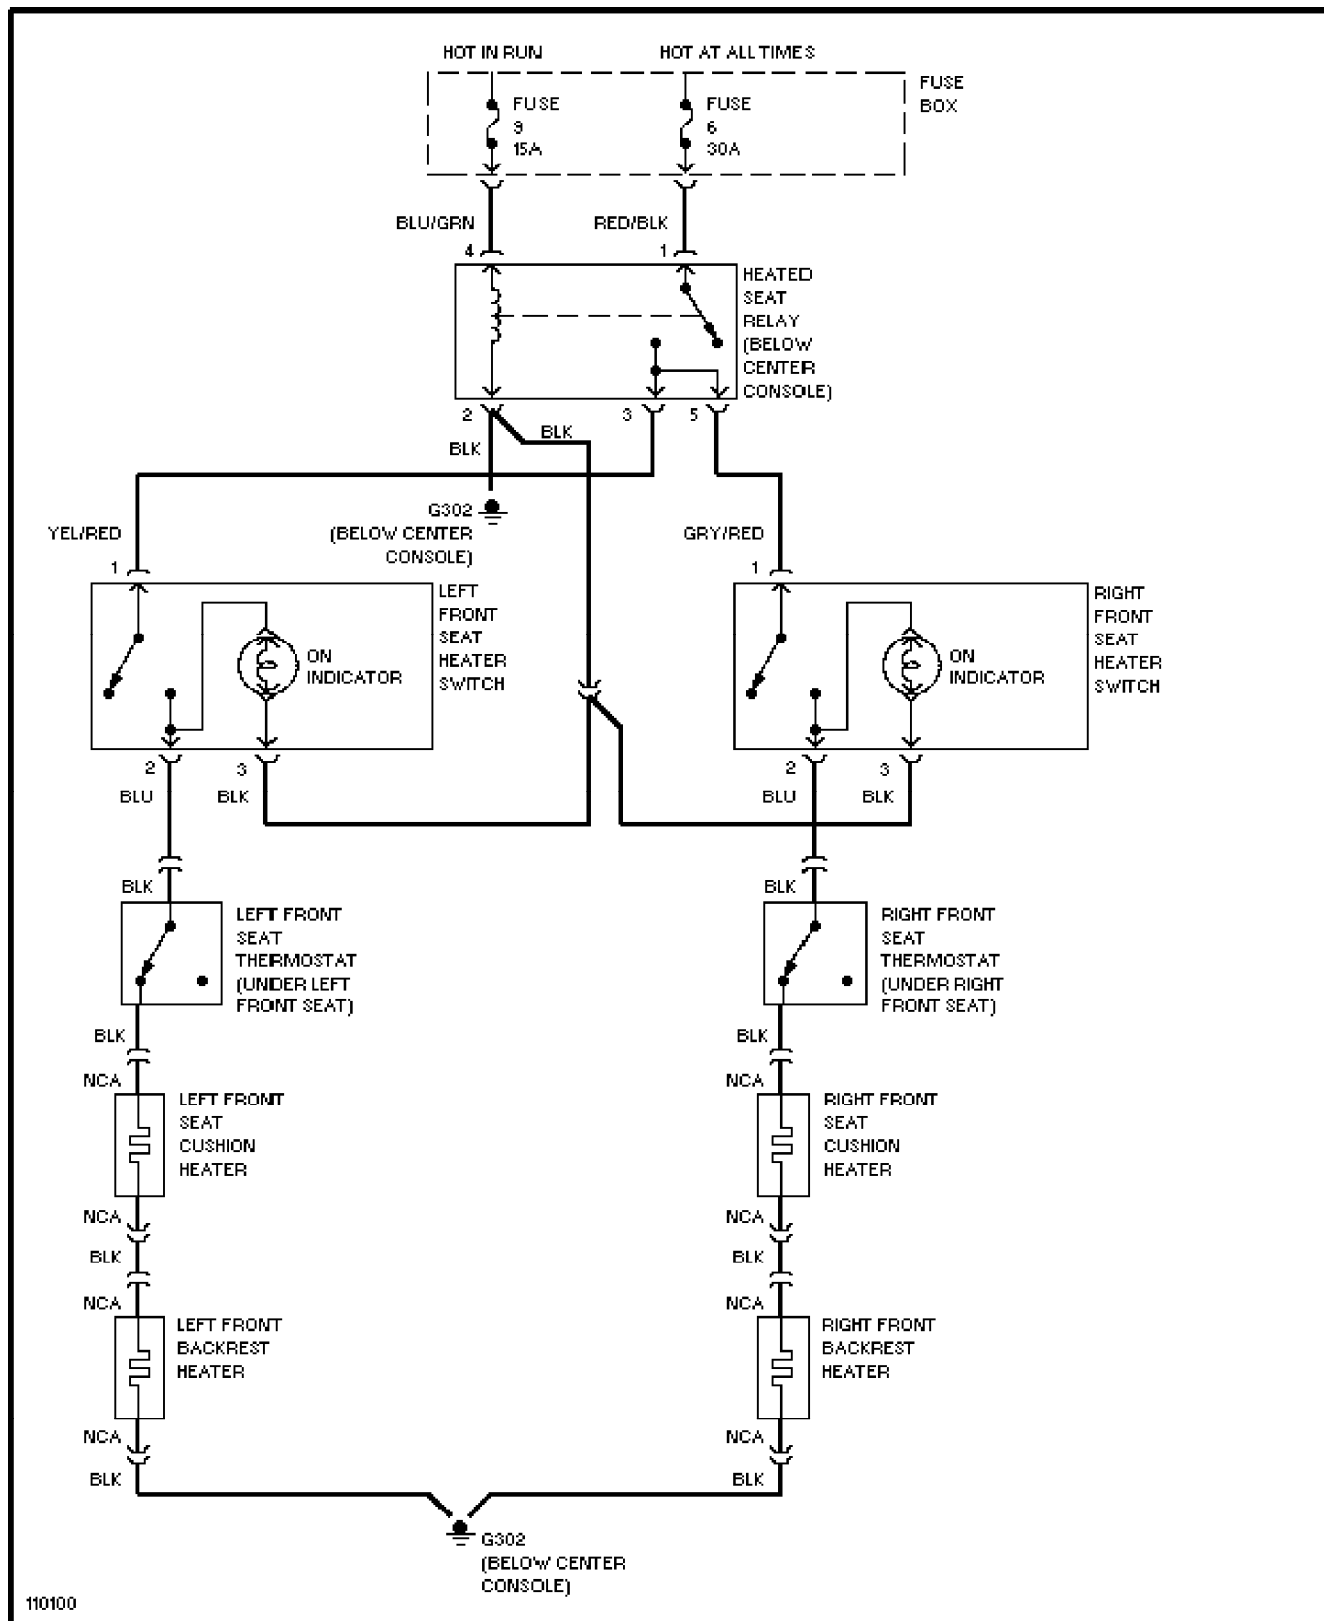 HOT IN RUN
HOT AT ALL TIMES
FUSE
BOX
FUSE
9
15A
FUSE
6
30A
BLU/GRN
RED/BLK
4
1
HEATED
SEAT
RELAY
(BELOW
CENTER
CONSOLE)
2
3
5
BLK
BLK
G302
(BELOW CENTER
CONSOLE)
YEL/RED
GRY/RED
1
1
LEFT
FRONT
SEAT
HEATER
SWITCH
ON
INDICATOR
RIGHT
FRONT
SEAT
HEATER
SWITCH
ON
INDICATOR
2
3
BLU
BLK
2
3
BLU
BLK
BLK
BLK
LEFT FRONT
SEAT
THERMOSTAT
(UNDER LEFT
FRONT SEAT)
RIGHT FRONT
SEAT
THERMOSTAT
(UNDER RIGHT
FRONT SEAT)
BLK
BLK
NCA
NCA
LEFT FRONT
SEAT
CUSHION
HEATER
RIGHT FRONT
SEAT
CUSHION
HEATER
NCA
NCA
BLK
BLK
NCA
NCA
LEFT FRONT
BACKREST
HEATER
RIGHT FRONT
BACKREST
HEATER
NCA
NCA
BLK
BLK
G302
(BELOW CENTER
CONSOLE)
110100